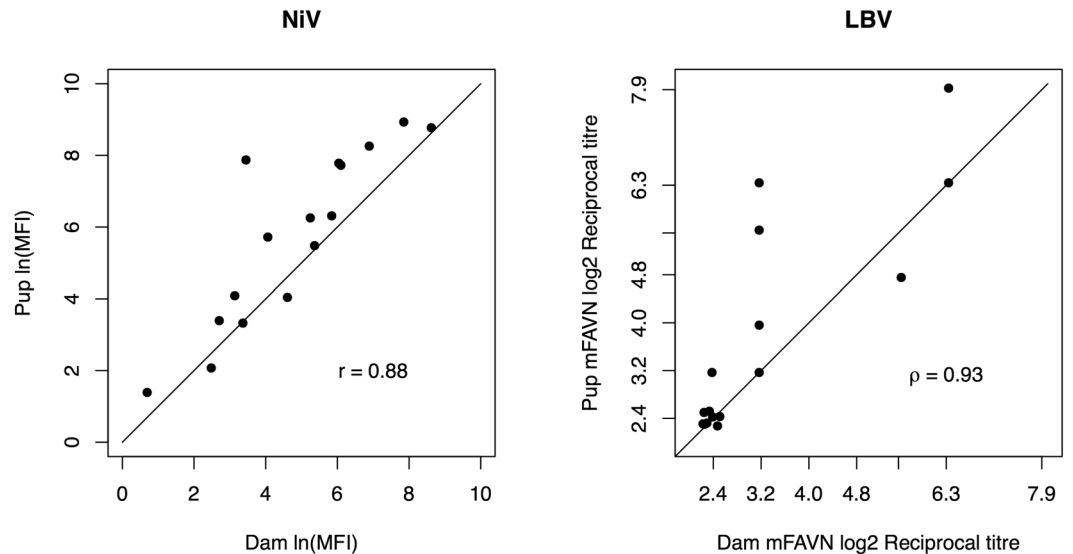 NiV
Pup ln(MFI)
10
8
6
4
2
0
r = 0.88
0 2 4 6 8 10
Dam ln(MFI)
LBV
Pup mFAVN log2 Reciprocal titre
7.9
6.3
4.8
4.0
3.2
2.4
ρ = 0.93
2.4 3.2 4.0 4.8 6.3 7.9
Dam mFAVN log2 Reciprocal titre